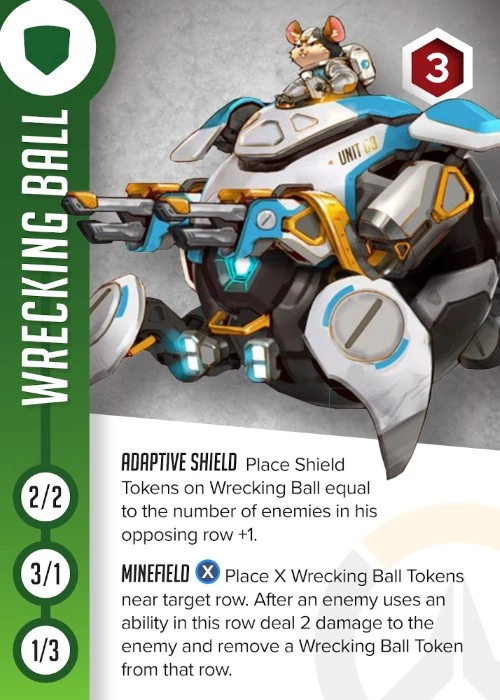 3
UNIT 63
WRECKING BALL
ADAPTIVE SHIELD Place Shield
Tokens on Wrecking Ball equal
to the number of enemies in his
opposing row +1.
2/2
3/1
1/3
MINEFIELD X Place X Wrecking Ball Tokens
near target row. After an enemy uses an
ability in this row deal 2 damage to the
enemy and remove a Wrecking Ball Token
from that row.